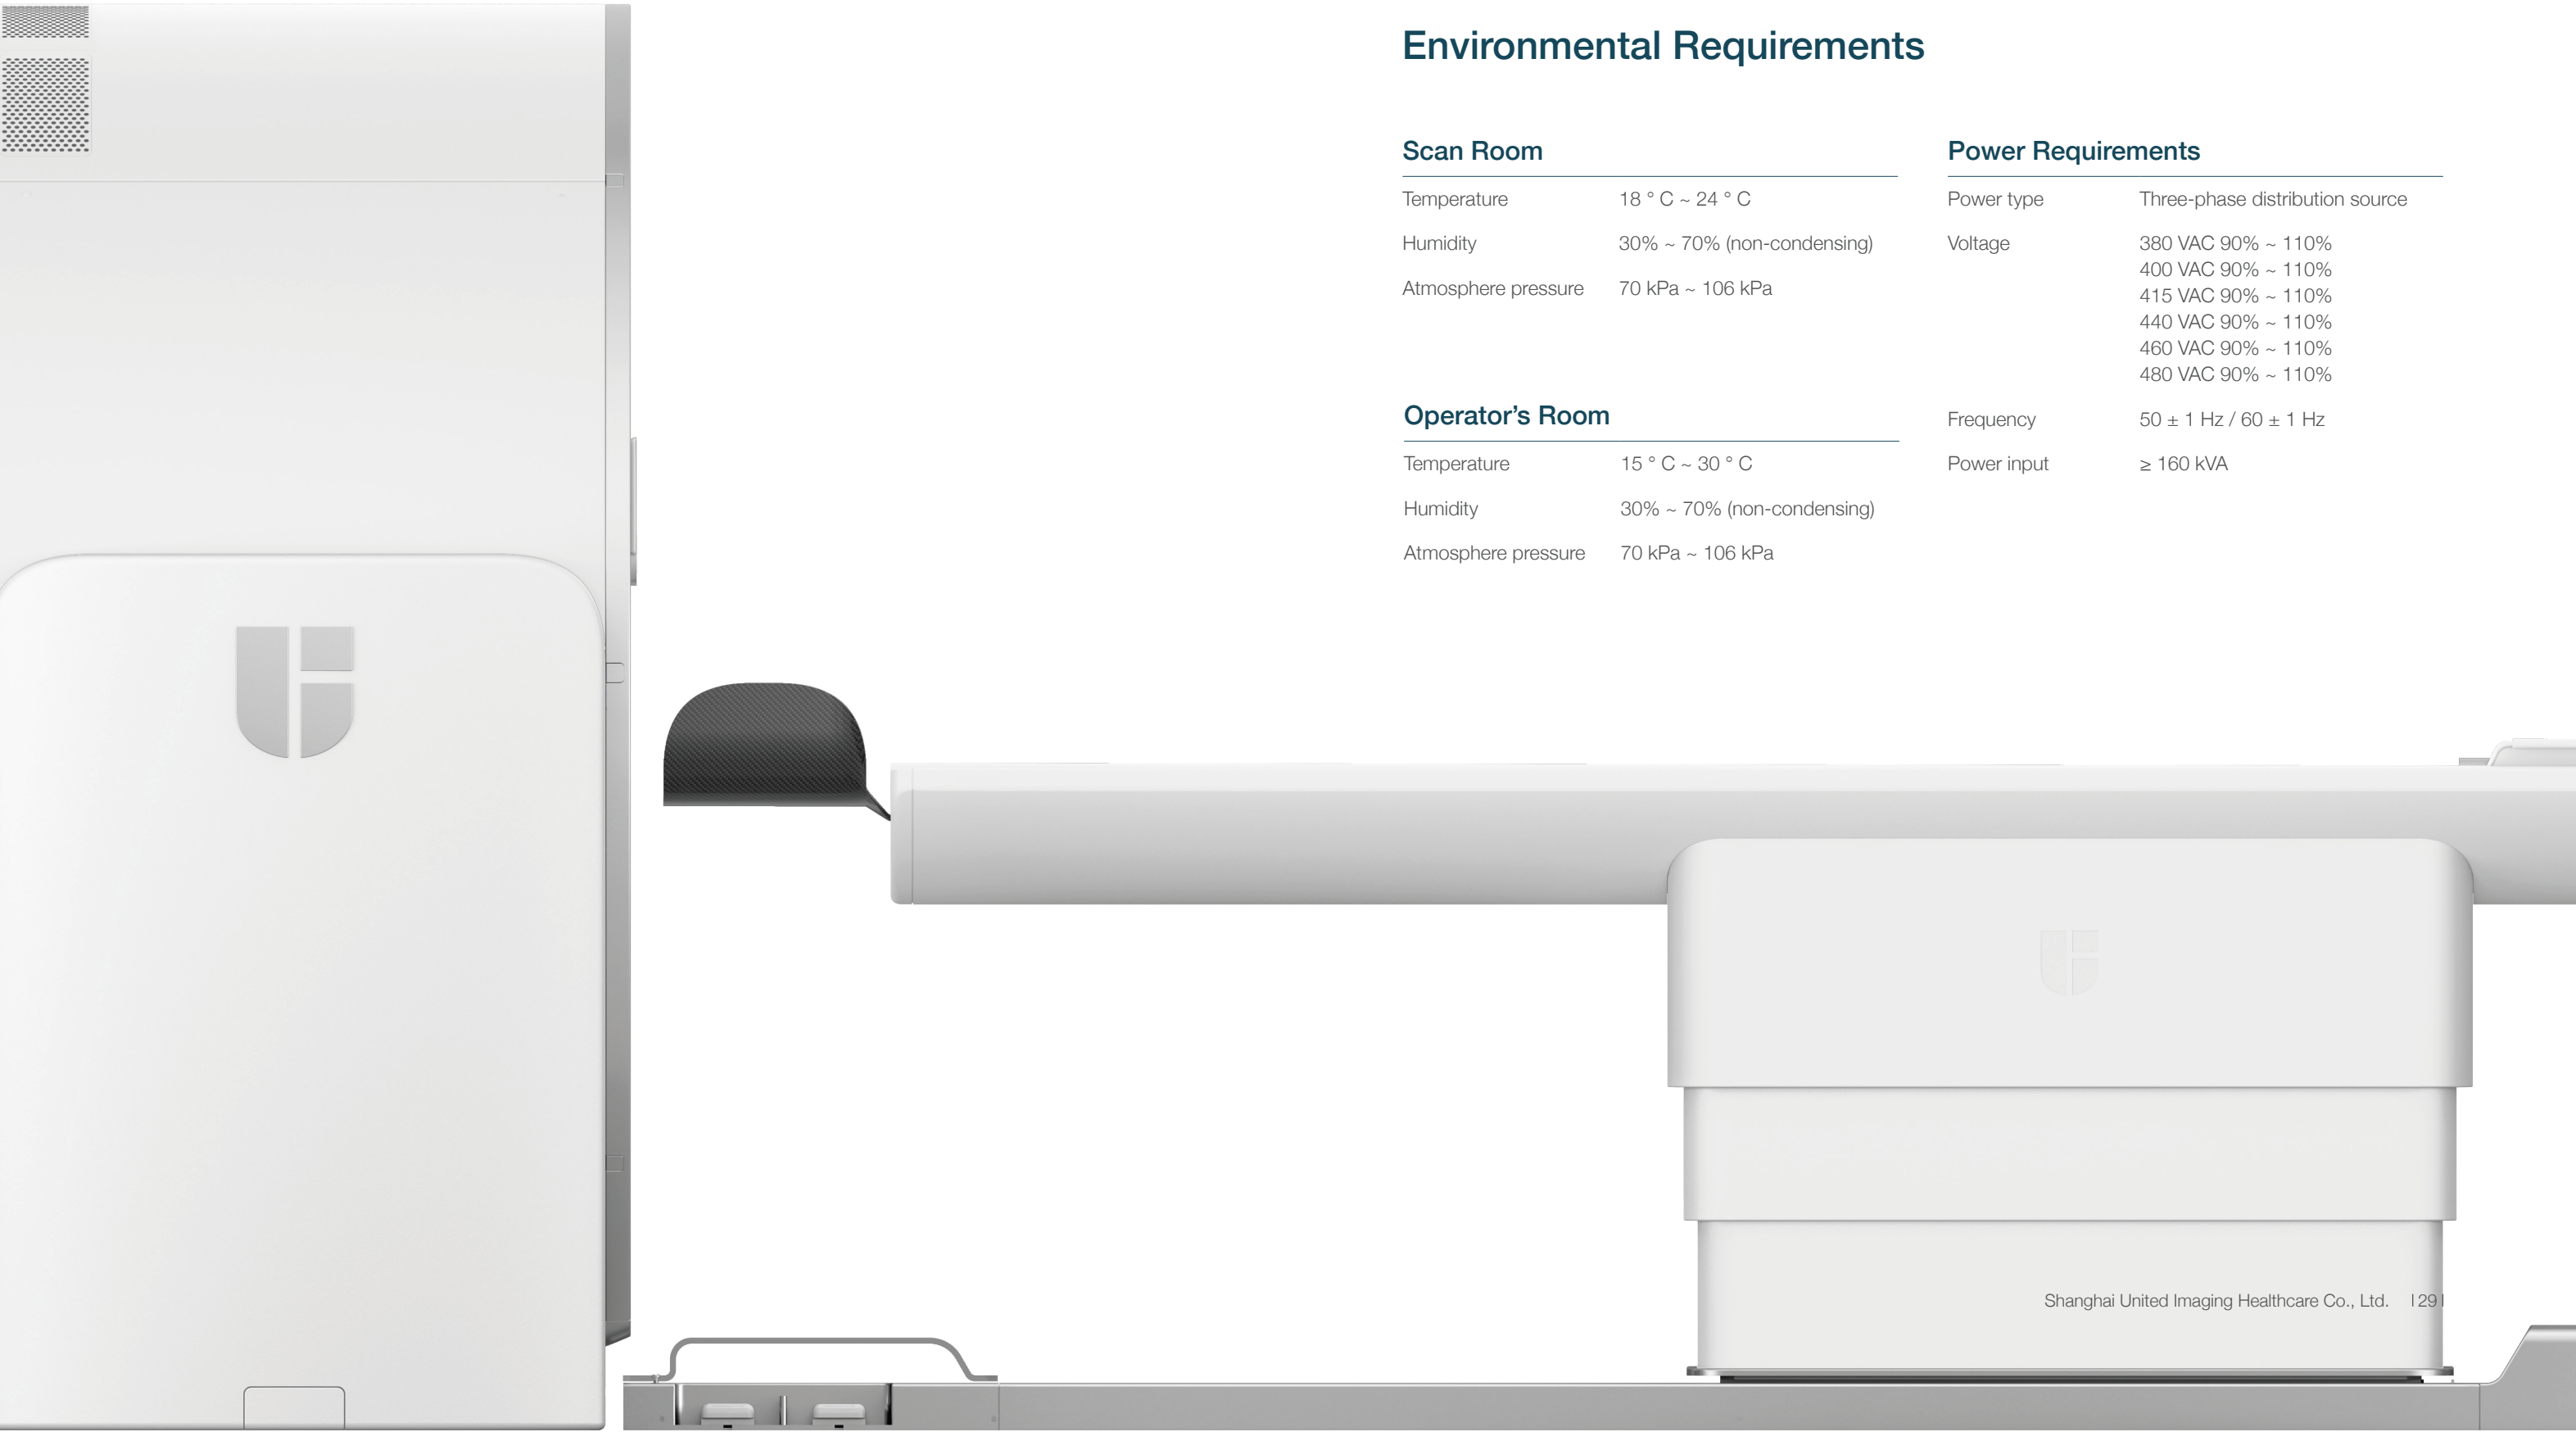 Environmental Requirements
Scan Room
Temperature 18 ° C ~ 24 ° C
Humidity 30% ~ 70% (non-condensing)
Atmosphere pressure 70 kPa ~ 106 kPa
Operator’s Room
Temperature 15 ° C ~ 30 ° C
Humidity 30% ~ 70% (non-condensing)
Atmosphere pressure 70 kPa ~ 106 kPa
Power Requirements
Power type Three-phase distribution source
Voltage 380 VAC 90% ~ 110%
400 VAC 90% ~ 110%
415 VAC 90% ~ 110%
440 VAC 90% ~ 110%
460 VAC 90% ~ 110%
480 VAC 90% ~ 110%
Frequency 50 ± 1 Hz / 60 ± 1 Hz
Power input ≥ 160 kVA
Shanghai United Imaging Healthcare Co., Ltd. | 29 |